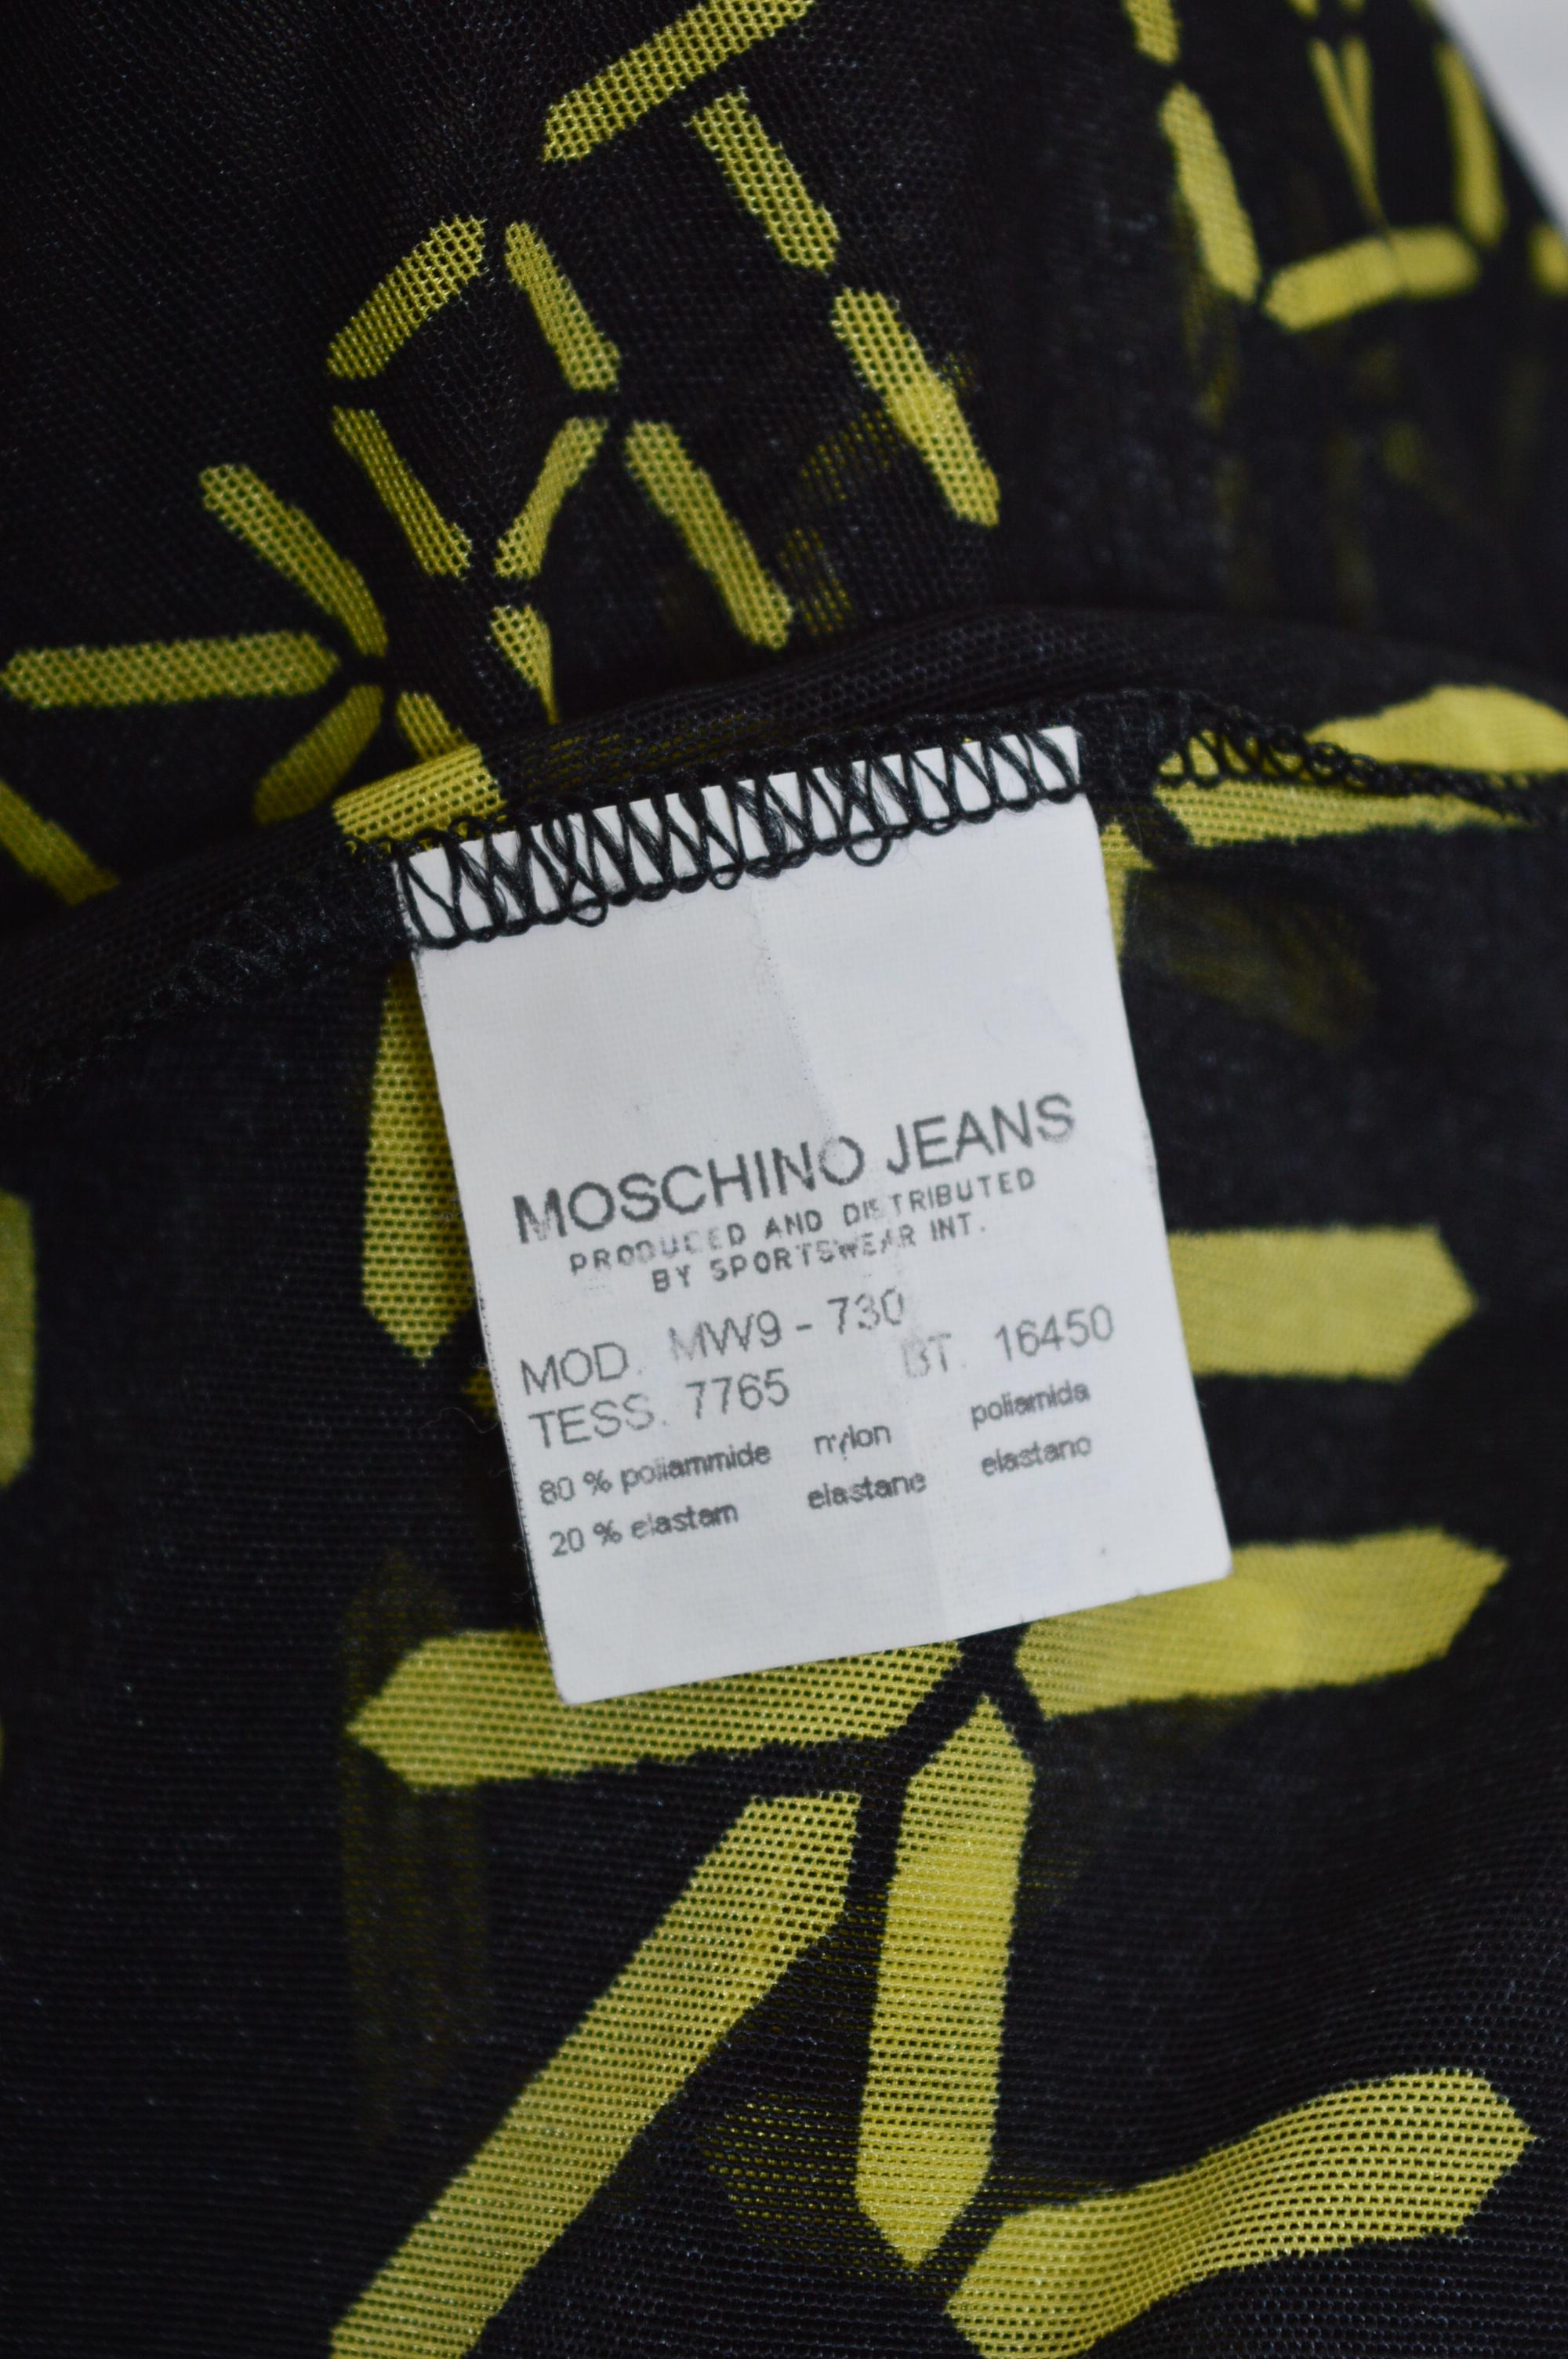 MOSCHINO JEANS
PRODUCED AND DISTRIBUTED
BY SPORTSWEAR INT.
MOD. MW9 - 730
TESS. 7765 BT. 16450
80 % poliammide nylon poliamida
20 % elastam elastane elastano